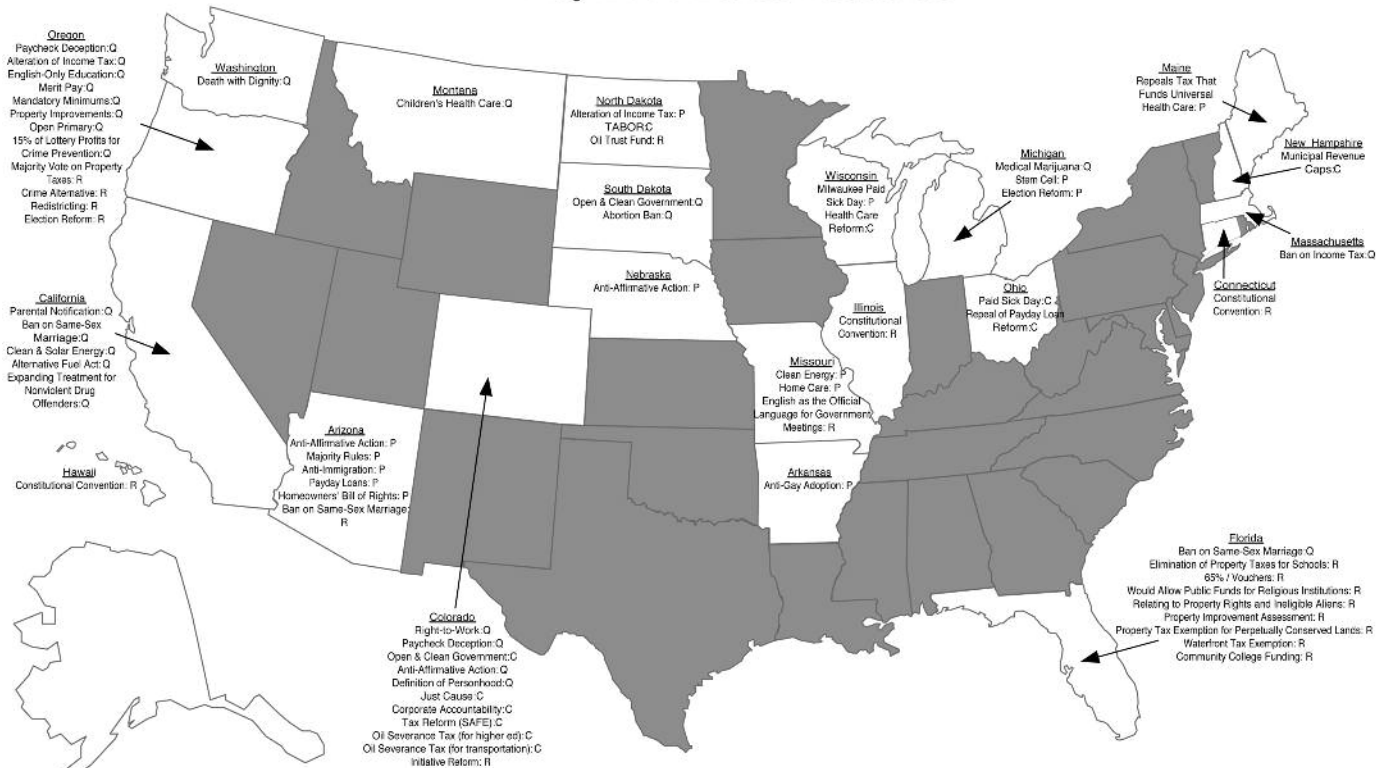 Oregon
Paycheck Deception:Q
Alteration of Income Tax:Q
English-Only Education:Q
Merit Pay:Q
Mandatory Minimums:Q
Property Improvements:Q
Open Primary:Q
15% of Lottery Profits for
Crime Prevention:Q
Majority Vote on Property
Taxes: R
Crime Alternative: R
Redistricting: R
Election Reform: R
Washington
Death with Dignity:Q
Montana
Children's Health Care:Q
North Dakota
Alteration of Income Tax: P
TABOR:C
Oil Trust Fund: R
South Dakota
Open & Clean Government:Q
Abortion Ban:Q
Nebraska
Anti-Affirmative Action: P
Wisconsin
Milwaukee Paid
Sick Day: P
Health Care
Reform:C
Michigan
Medical Marijuana: Q
Stem Cell: P
Election Reform: P
Maine
Repeals Tax That
Funds Universal
Health Care: P
New Hampshire
Municipal Revenue
Caps:C
Massachusetts
Ban on Income Tax:Q
Connecticut
Constitutional
Convention: R
Ohio
Paid Sick Day:C
Repeal of Payday Loan
Reform:C
Illinois
Constitutional
Convention: R
Missouri
Clean Energy: P
Home Care: P
English as the Official
Language for Government
Meetings: R
Arkansas
Anti-Gay Adoption: P
California
Parental Notification: Q
Ban on Same-Sex
Marriage:Q
Clean & Solar Energy:Q
Alternative Fuel Act:Q
Expanding Treatment for
Nonviolent Drug
Offenders:Q
Hawaii
Constitutional Convention: R
Arizona
Anti-Affirmative Action: P
Majority Rules: P
Anti-Immigration: P
Payday Loans: P
Homeowners' Bill of Rights: P
Ban on Same-Sex Marriage:
R
Colorado
Right-to-Work:Q
Paycheck Deception:Q
Open & Clean Government:C
Anti-Affirmative Action:Q
Definition of Personhood:Q
Just Cause:C
Corporate Accountability:C
Tax Reform (SAFE):C
Oil Severance Tax (for higher ed):C
Oil Severance Tax (for transportation):C
Initiative Reform: R
Florida
Ban on Same-Sex Marriage:Q
Elimination of Property Taxes for Schools: R
65% / Vouchers: R
Would Allow Public Funds for Religious Institutions: R
Relating to Property Rights and Ineligible Aliens: R
Property Improvement Assessment: R
Property Tax Exemption for Perpetually Conserved Lands: R
Waterfront Tax Exemption: R
Community College Funding: R